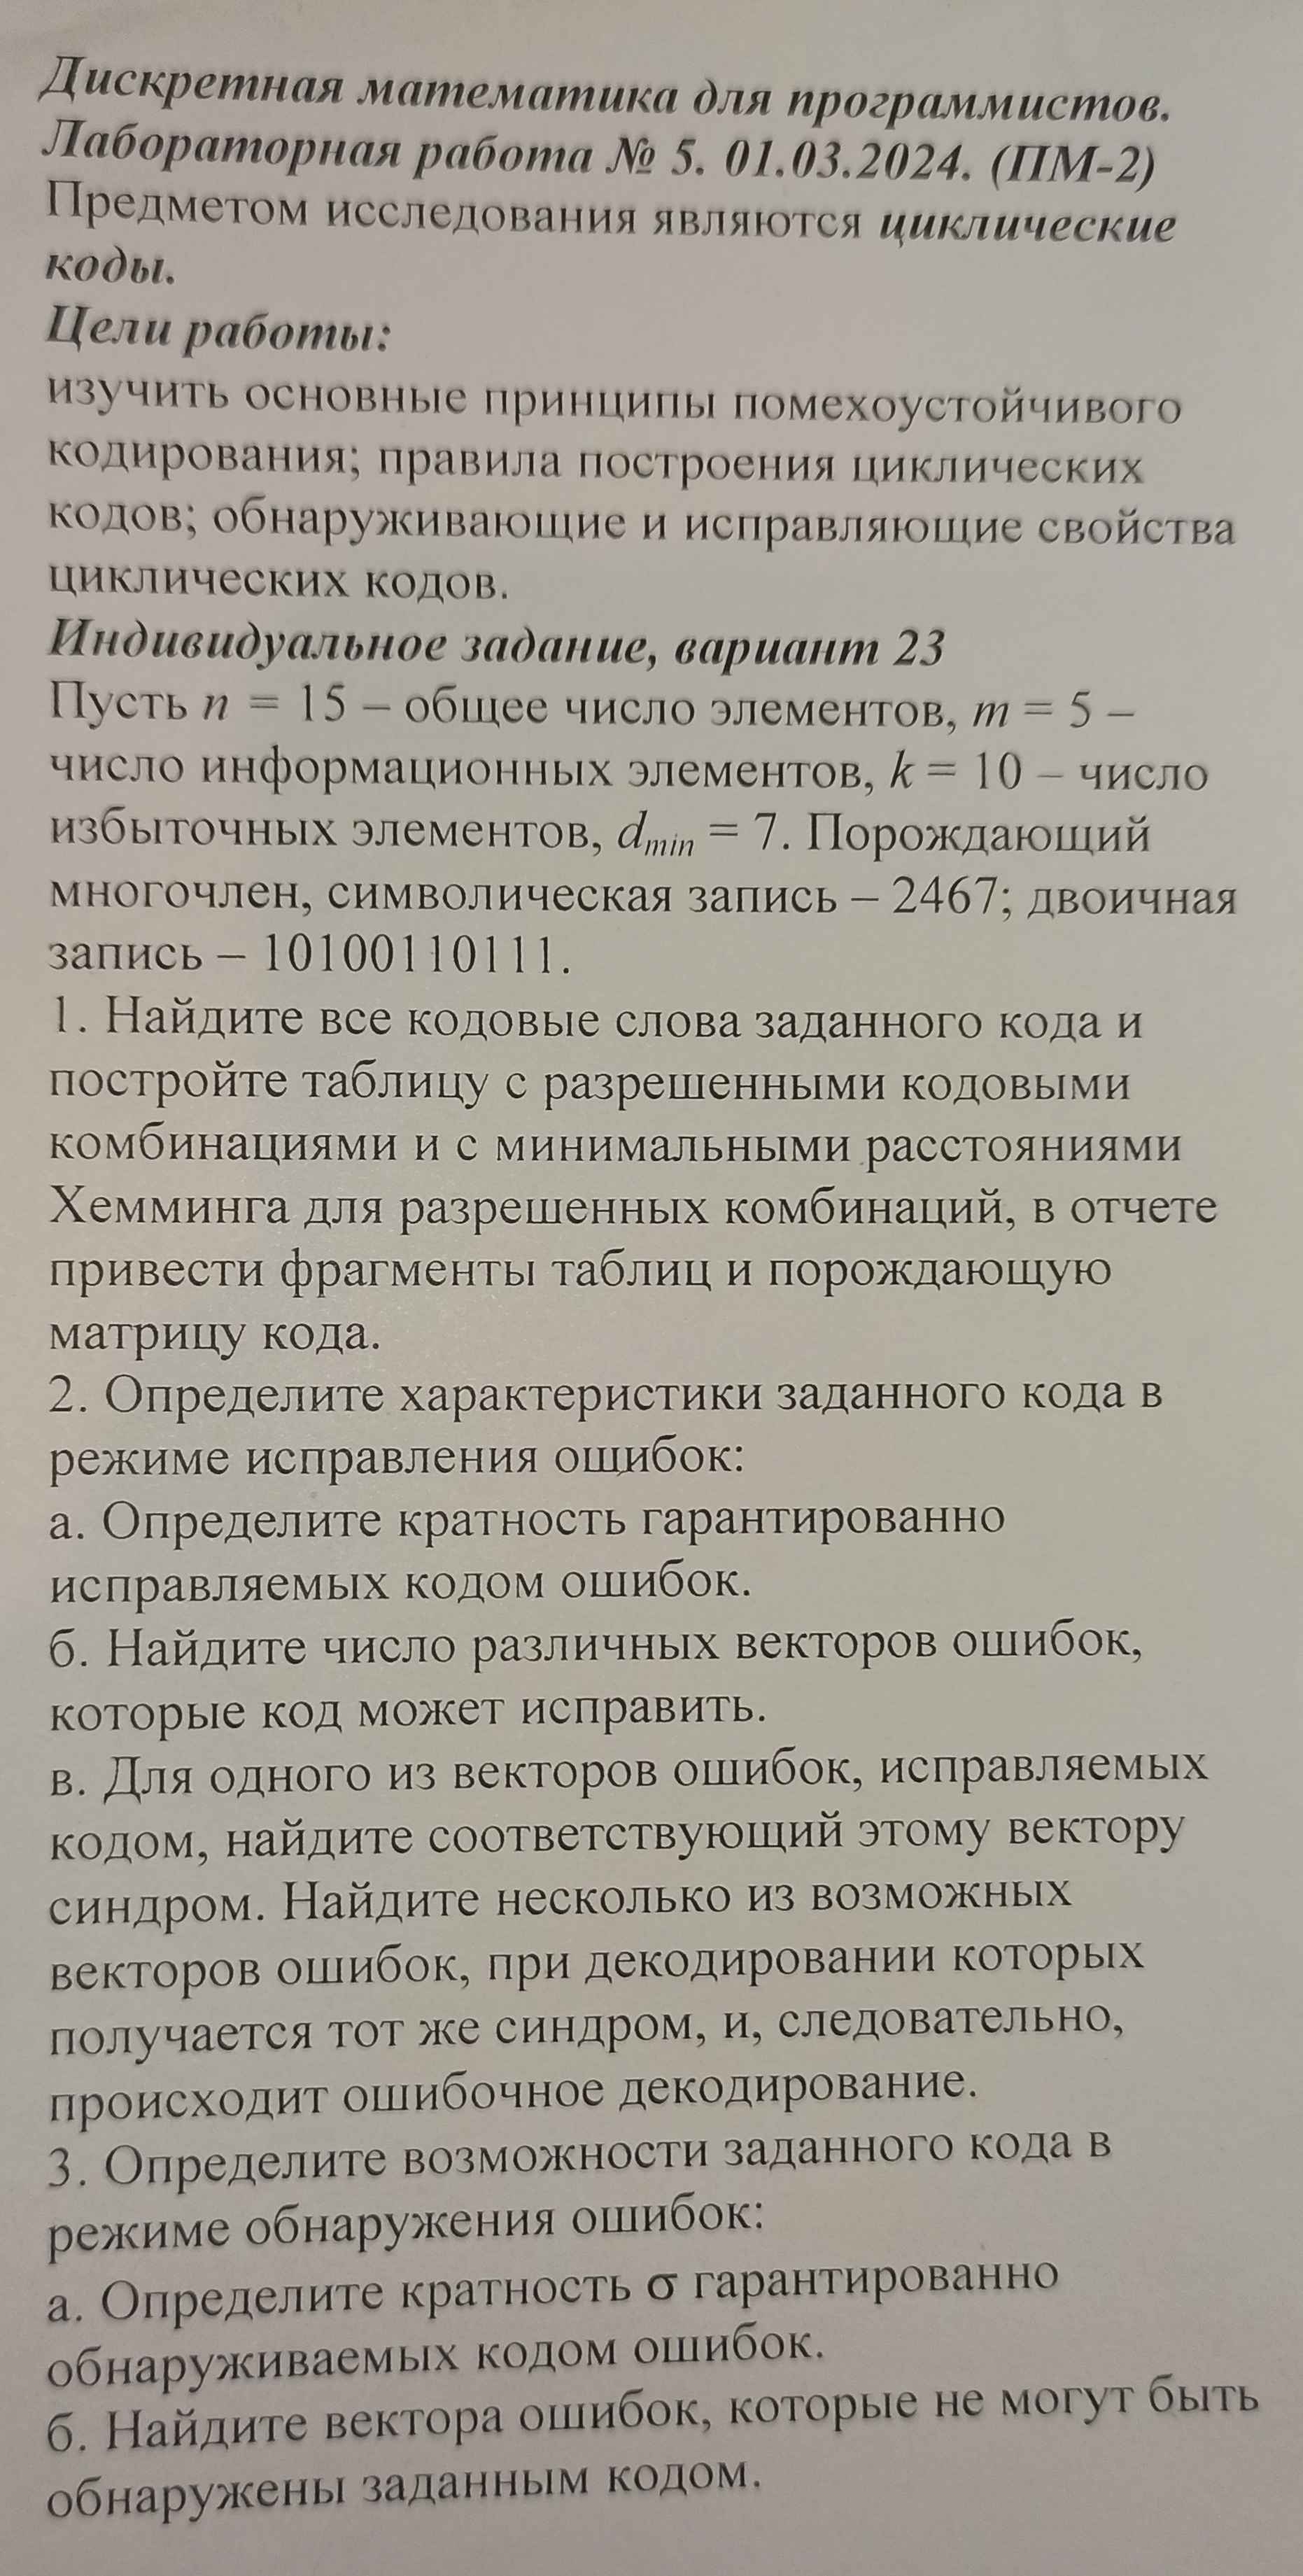 Дискретная математика для программистов.
Лабораторная работа № 5. 01.03.2024. (ПМ-2)
Предметом исследования являются циклические
коды.
Цели работы:
изучить основные принципы помехоустойчивого
кодирования; правила построения циклических
кодов; обнаруживающие и исправляющие свойства
циклических кодов.
Индивидуальное задание, вариант 23
Пусть n = 15 – общее число элементов, m = 5 –
число информационных элементов, k = 10 – число
избыточных элементов, dmin = 7. Порождающий
многочлен, символическая запись – 2467; двоичная
запись – 10100110111.
1. Найдите все кодовые слова заданного кода и
постройте таблицу с разрешенными кодовыми
комбинациями и с минимальными расстояниями
Хемминга для разрешенных комбинаций, в отчете
привести фрагменты таблиц и порождающую
матрицу кода.
2. Определите характеристики заданного кода в
режиме исправления ошибок:
а. Определите кратность гарантированно
исправляемых кодом ошибок.
б. Найдите число различных векторов ошибок,
которые код может исправить.
в. Для одного из векторов ошибок, исправляемых
кодом, найдите соответствующий этому вектору
синдром. Найдите несколько из возможных
векторов ошибок, при декодировании которых
получается тот же синдром, и, следовательно,
происходит ошибочное декодирование.
3. Определите возможности заданного кода в
режиме обнаружения ошибок:
а. Определите кратность σ гарантированно
обнаруживаемых кодом ошибок.
б. Найдите вектора ошибок, которые не могут быть
обнаружены заданным кодом.